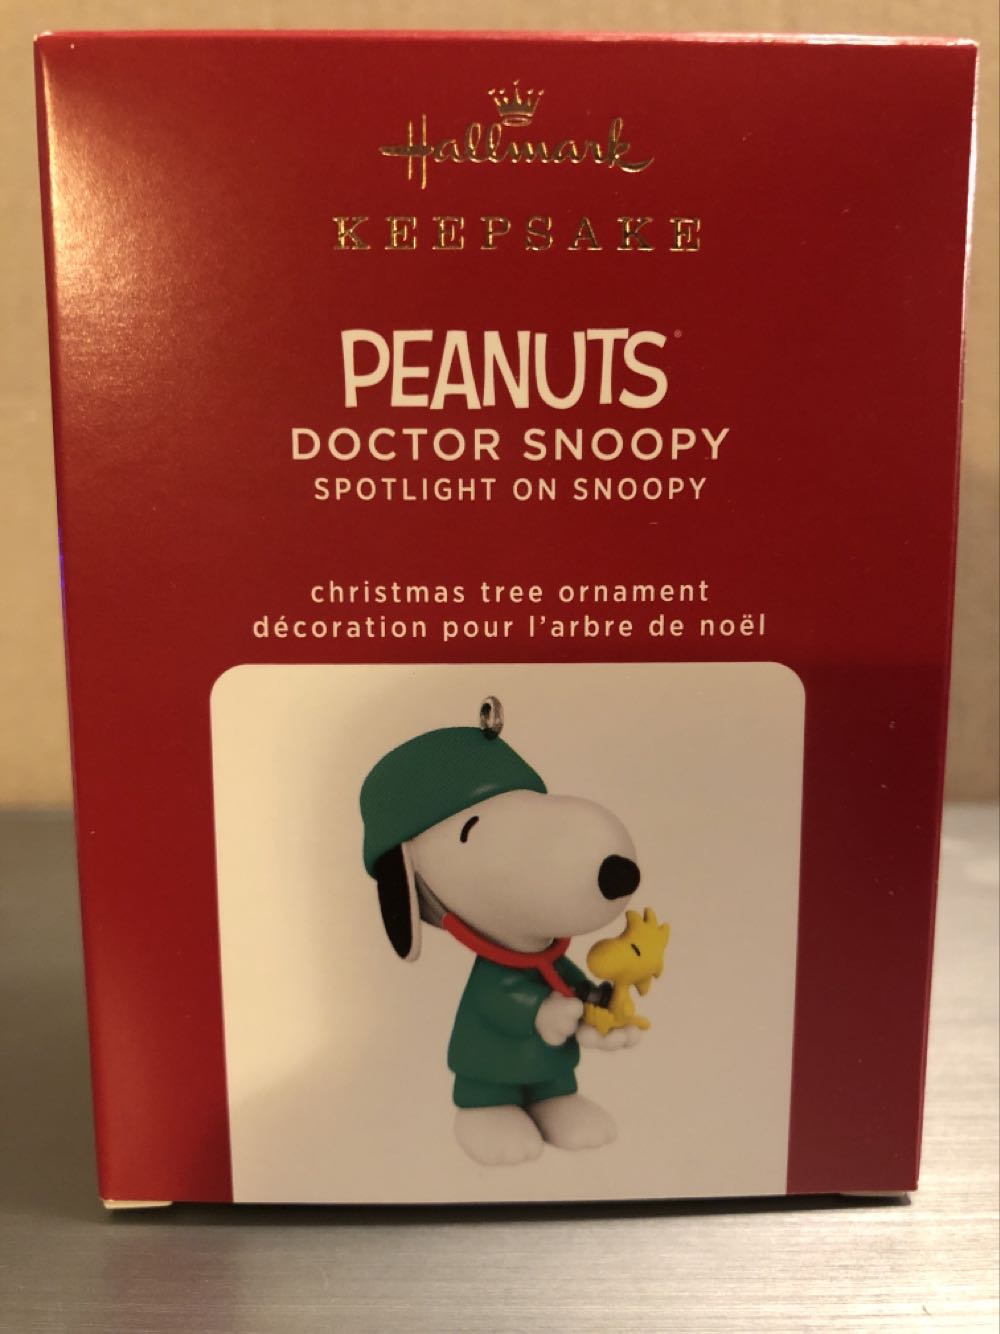 Hallmark
KEEPSAKE
PEANUTS®
DOCTOR SNOOPY
SPOTLIGHT ON SNOOPY
christmas tree ornament
décoration pour l'arbre de noël